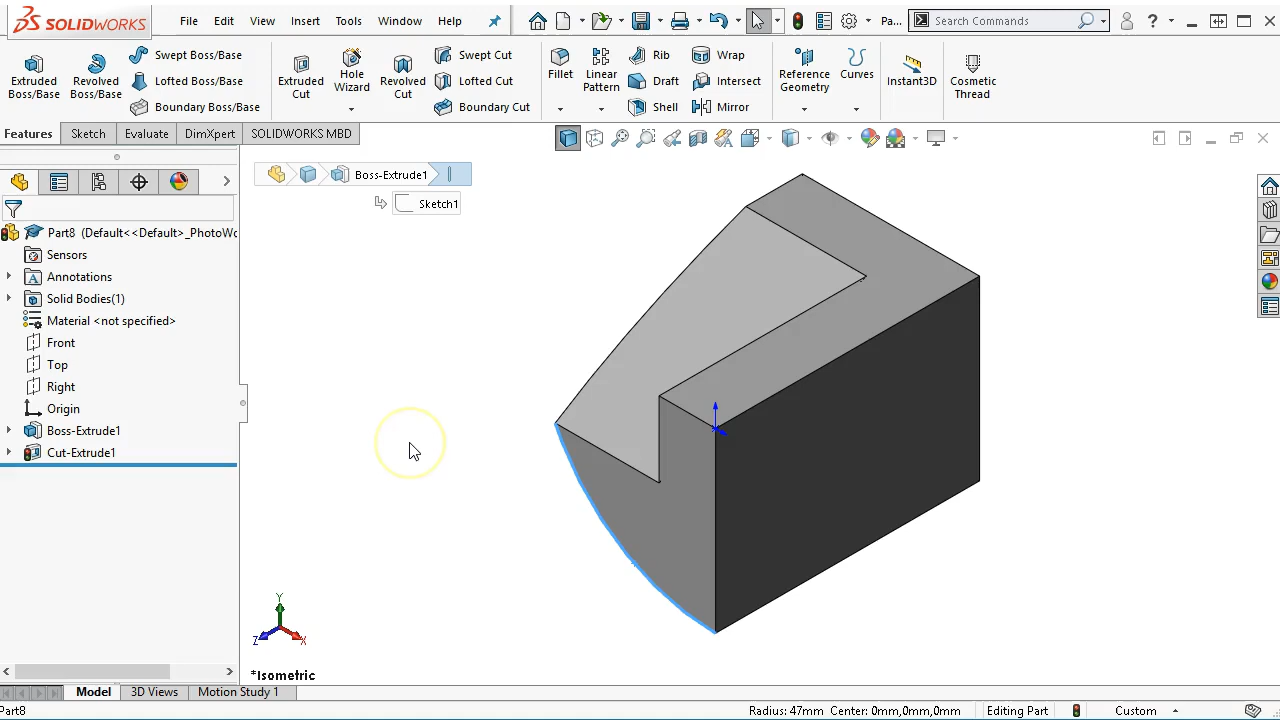 SOLIDWORKS File Edit View Insert Tools Window Help Pa... Search Commands ?
Extruded Boss/Base Revolved Boss/Base Swept Boss/Base Lofted Boss/Base Boundary Boss/Base Extruded Cut Hole Wizard Revolved Cut Swept Cut Lofted Cut Boundary Cut Fillet Linear Pattern Rib Draft Shell Wrap Intersect Mirror Reference Geometry Curves Instant3D Cosmetic Thread
Features Sketch Evaluate DimXpert SOLIDWORKS MBD
Boss-Extrude1
Sketch1
Part8 (Default<<Default>_PhotoWo
Sensors
Annotations
Solid Bodies(1)
Material <not specified>
Front
Top
Right
Origin
Boss-Extrude1
Cut-Extrude1
Y
Z X
*Isometric
Model 3D Views Motion Study 1
Part8 Radius: 47mm Center: 0mm,0mm,0mm Editing Part Custom